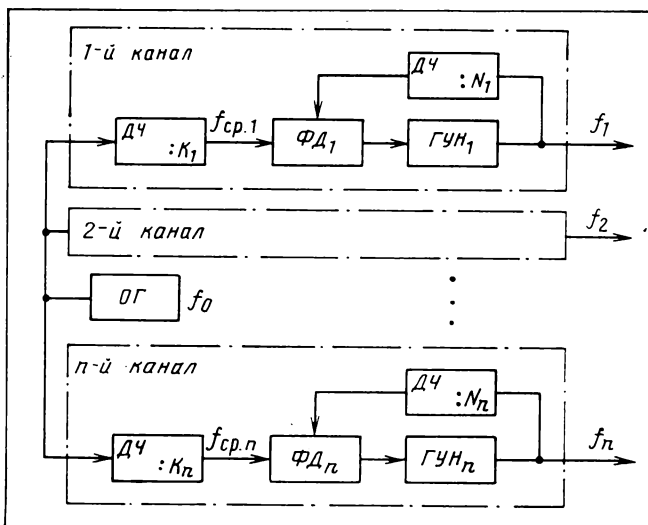 1-й канал
ДЧ
:N1
ДЧ
:K1
fср.1
ФД1
ГУН1
f1
2-й канал
f2
ОГ
f0
n-й канал
ДЧ
:Nn
ДЧ
:Kn
fср.n
ФДn
ГУНn
fn